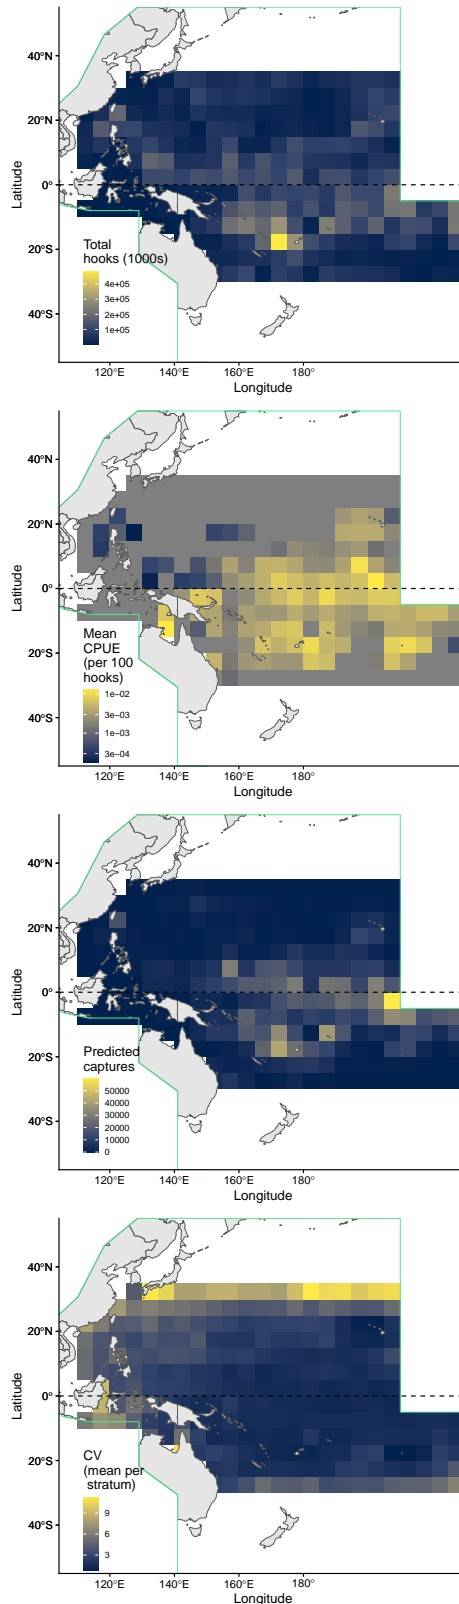 40°N
20°N
0°
20°S
40°S
Latitude
Total
hooks (1000s)
4e+05
3e+05
2e+05
1e+05
120°E
140°E
160°E
180°
Longitude
40°N
20°N
0°
20°S
40°S
Latitude
Mean
CPUE
(per 100
hooks)
1e−02
3e−03
1e−03
3e−04
120°E
140°E
160°E
180°
Longitude
40°N
20°N
0°
20°S
40°S
Latitude
Predicted
captures
50000
40000
30000
20000
10000
0
120°E
140°E
160°E
180°
Longitude
40°N
20°N
0°
20°S
40°S
Latitude
CV
(mean per
stratum)
9
6
3
120°E
140°E
160°E
180°
Longitude